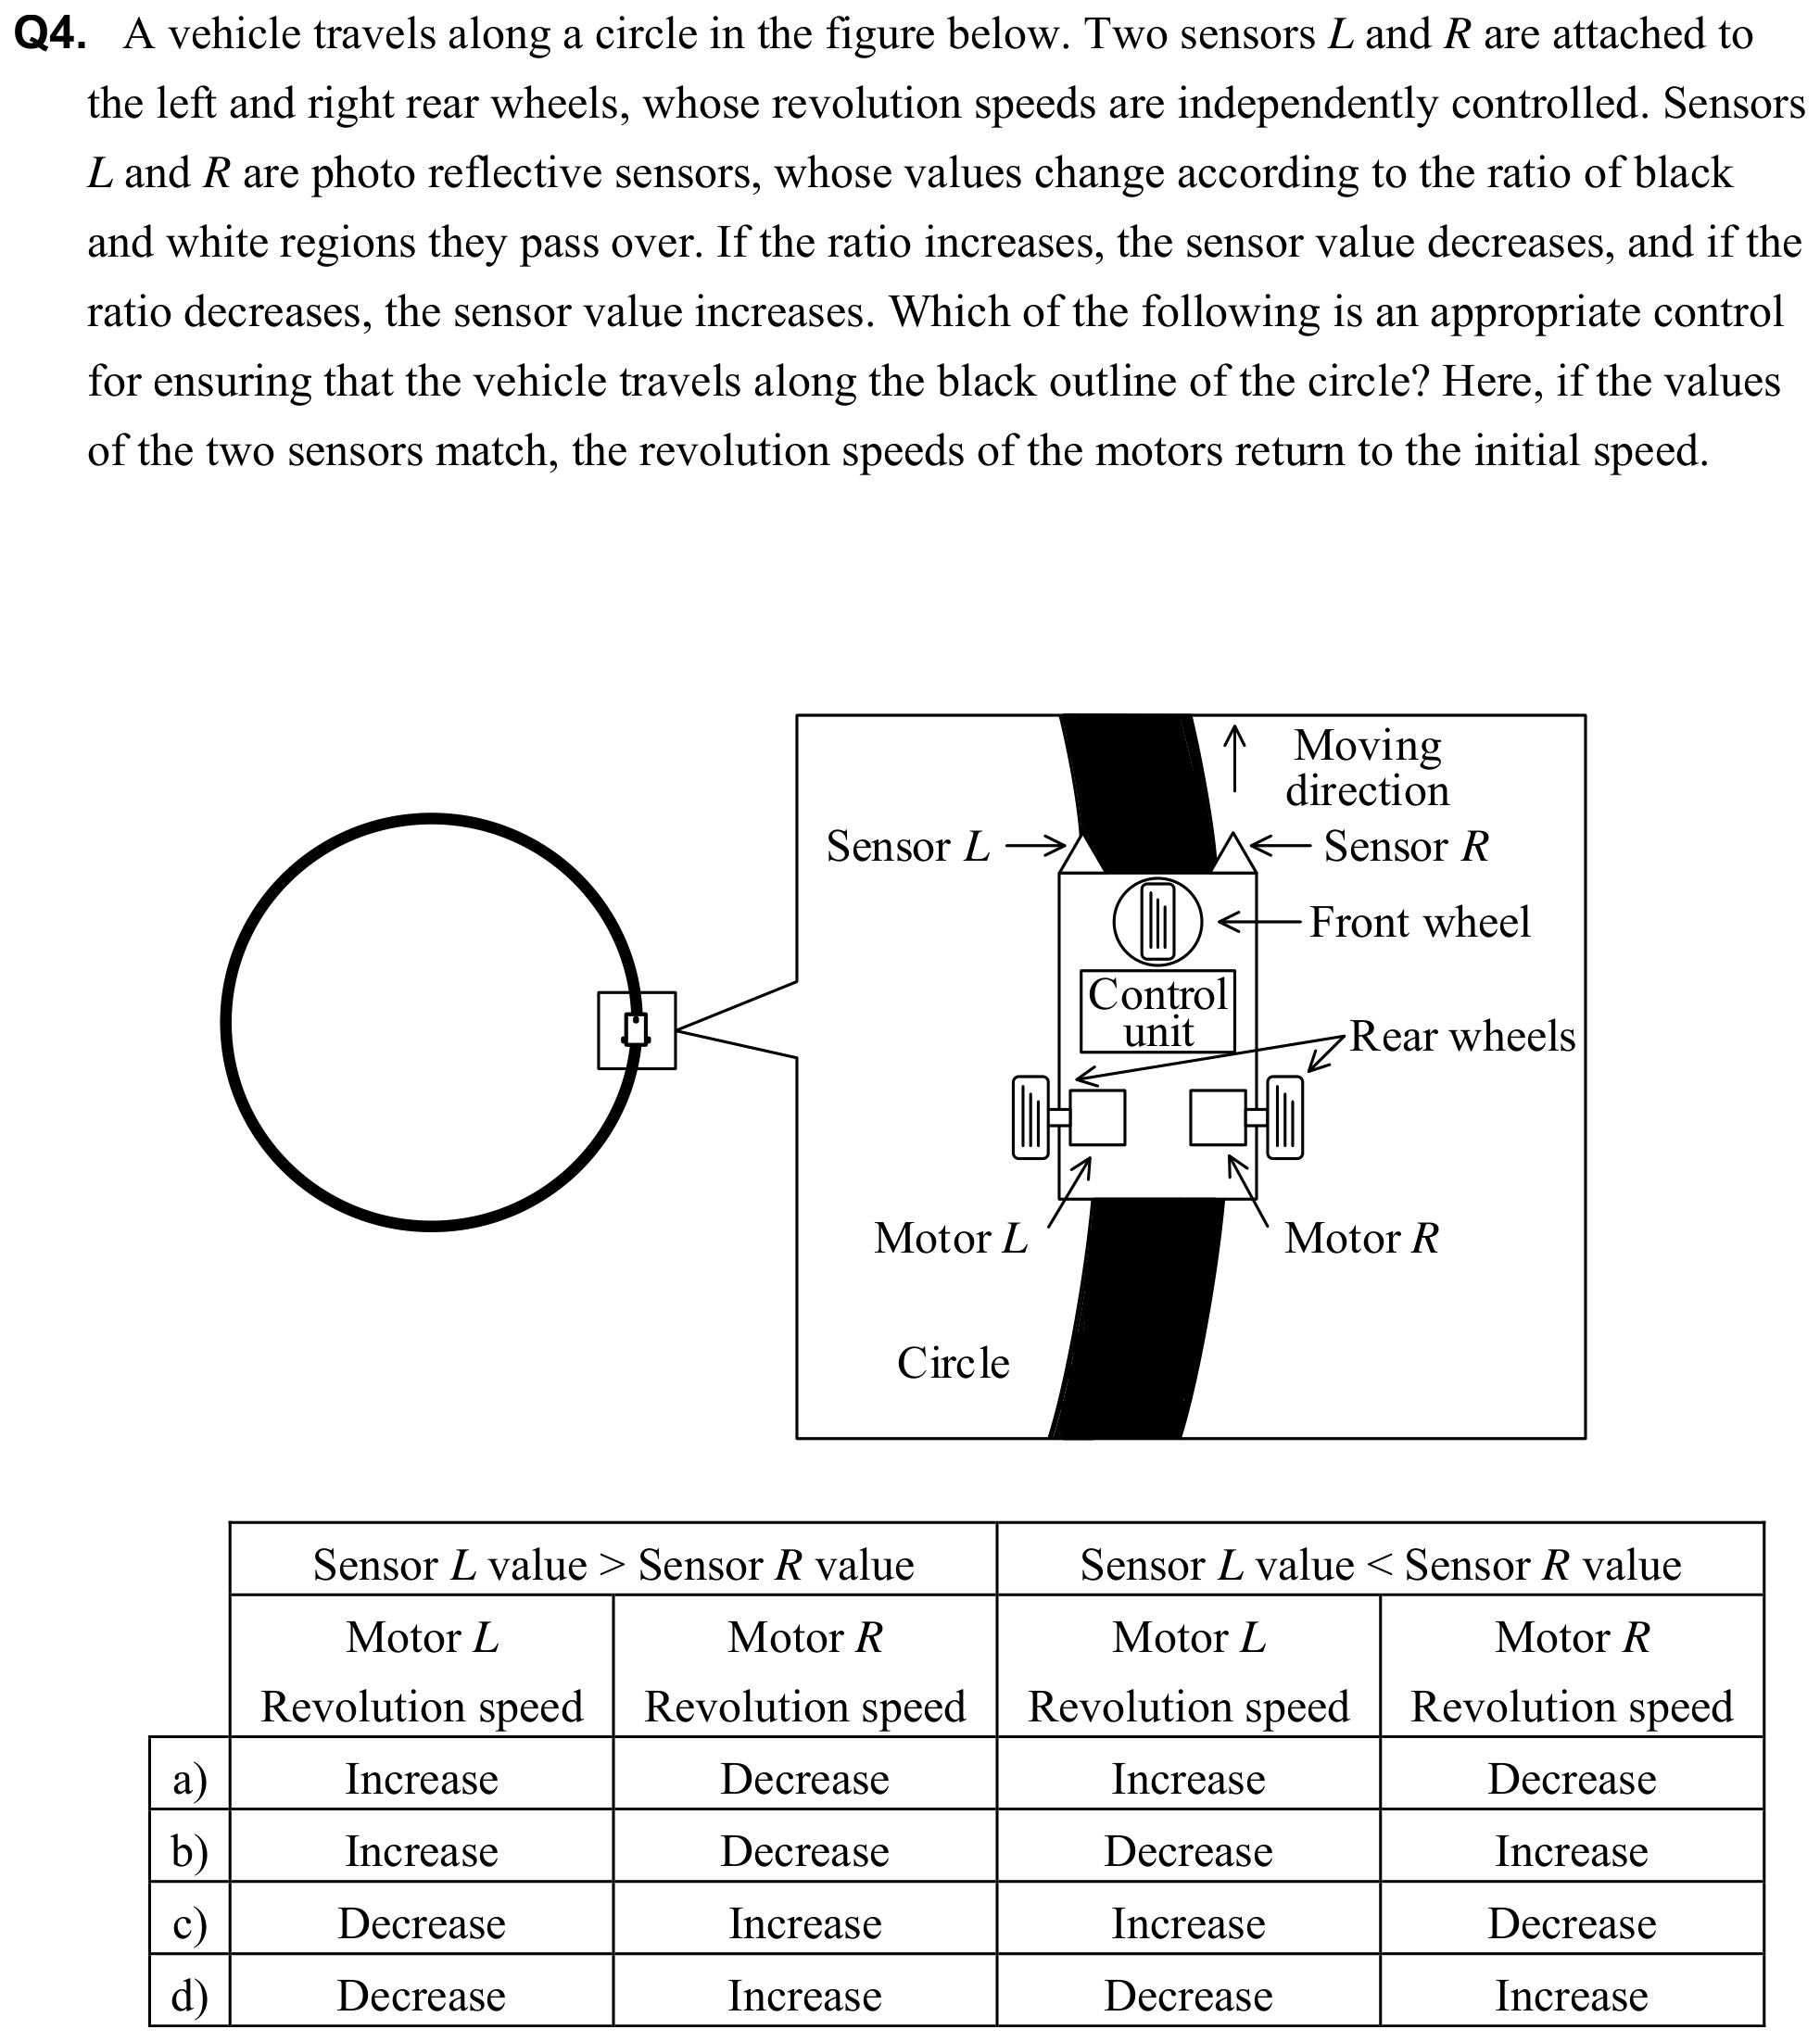 Q4. A vehicle travels along a circle in the figure below. Two sensors L and R are attached to
the left and right rear wheels, whose revolution speeds are independently controlled. Sensors
L and R are photo reflective sensors, whose values change according to the ratio of black
and white regions they pass over. If the ratio increases, the sensor value decreases, and if the
ratio decreases, the sensor value increases. Which of the following is an appropriate control
for ensuring that the vehicle travels along the black outline of the circle? Here, if the values
of the two sensors match, the revolution speeds of the motors return to the initial speed.
Moving
direction
Sensor L
Sensor R
Front wheel
Control
unit
Rear wheels
Motor L
Motor R
Circle
Sensor L value > Sensor R value Sensor L value < Sensor R value
Motor L Motor R Motor L Motor R
Revolution speed Revolution speed Revolution speed Revolution speed
a) Increase Decrease Increase Decrease
b) Increase Decrease Decrease Increase
c) Decrease Increase Increase Decrease
d) Decrease Increase Decrease Increase